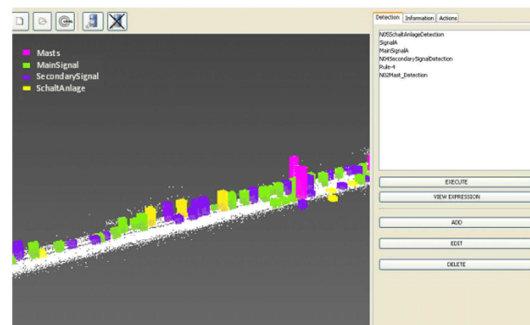 Detection Information Actions
Masts
MainSignal
SecondarySignal
SchaltAnlage
N05SchaltAnlageDetection
SignalA
MainSignalA
N04SecondarySignalDetection
Rule-4
N02Mast_Detection
EXECUTE
VIEW EXPRESSION
ADD
EDIT
DELETE